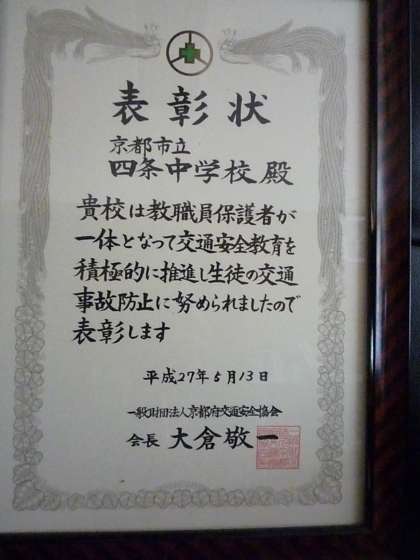 表彰状
京都市立
四条中学校 殿
貴校は教職員保護者が
一体となって交通安全教育を
積極的に推進し生徒の交通
事故防止に努められましたので
表彰します
平成27年5月13日
一般財団法人京都府交通安全協会
会長 大倉敬一